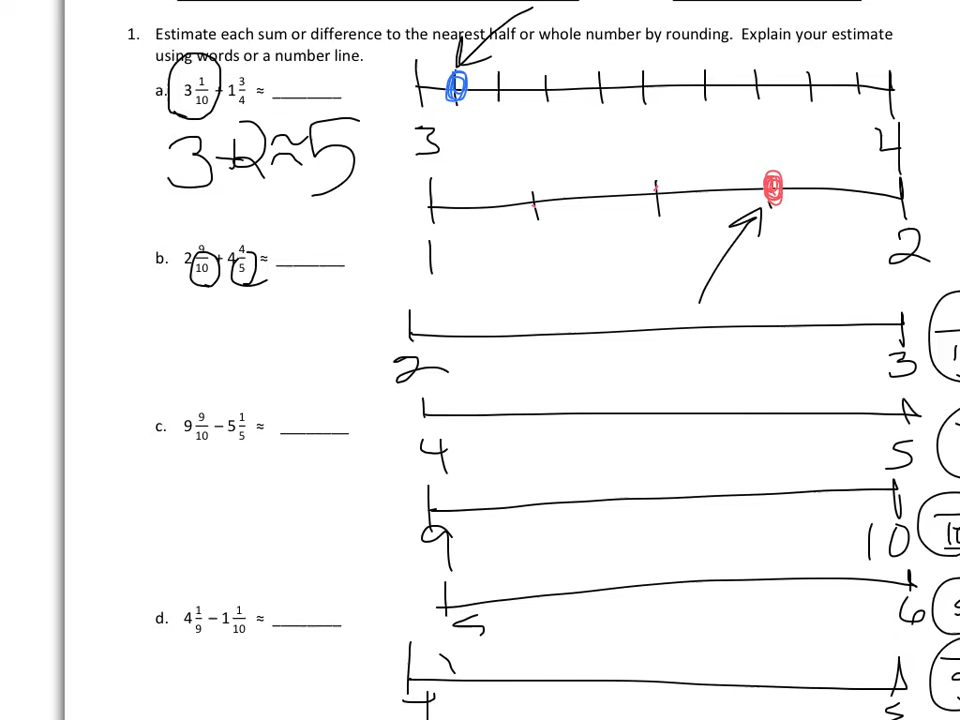 1. Estimate each sum or difference to the nearest half or whole number by rounding. Explain your estimate
using words or a number line.
a. 3 1/10 + 1 3/4 ≈ ________
3 + 2 ≈ 5
3 4
1 2
b. 2 9/10 + 4 4/5 ≈ ________
2 3
4 5
c. 9 9/10 − 5 1/5 ≈ ________
9 10
5 6
d. 4 1/9 − 1 1/10 ≈ ________
4 5